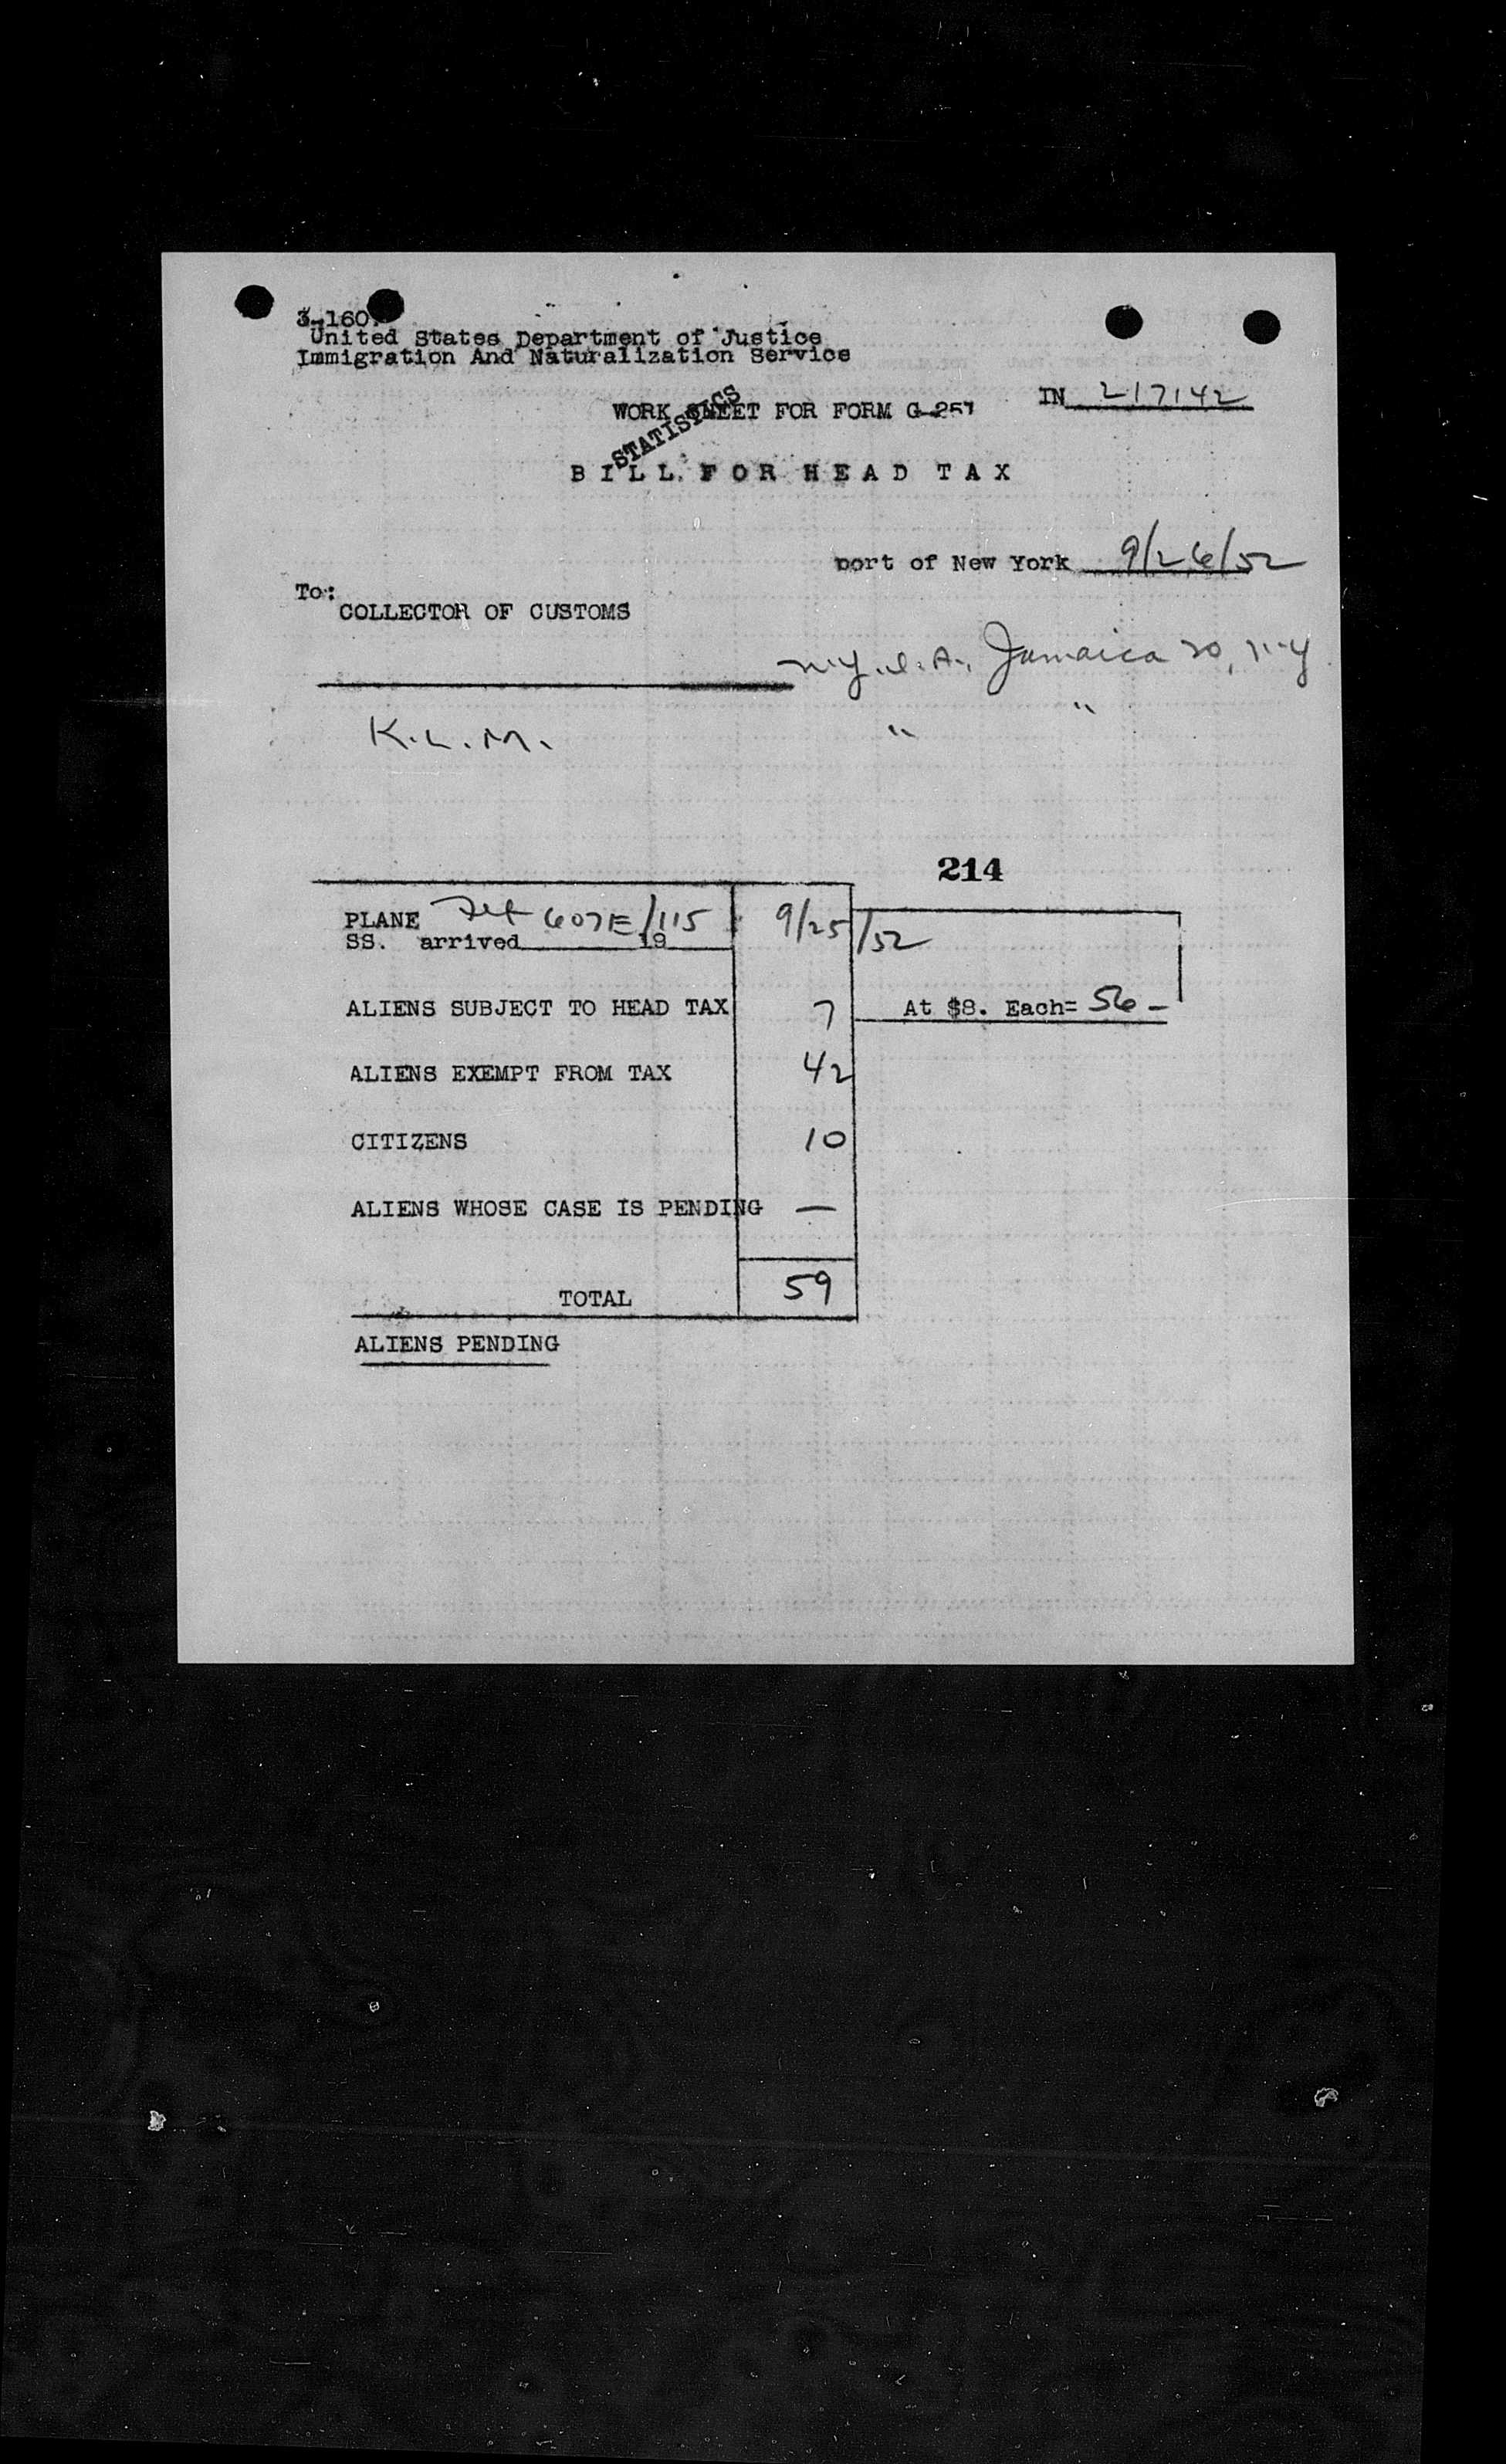 3-160.
United States Department of Justice
Immigration And Naturalization Service
IN 217142
WORK SHEET FOR FORM G-257
STATISTICS
BILL FOR HEAD TAX
port of New York 9/26/52
To:
COLLECTOR OF CUSTOMS
N.Y.I.A., Jamaica 30, N.Y
K.L.M. " "
214
PLANE Flt 607E/115 9/25/52
SS. arrived 19
ALIENS SUBJECT TO HEAD TAX 7 At $8. Each= 56-
ALIENS EXEMPT FROM TAX 42
CITIZENS 10
ALIENS WHOSE CASE IS PENDING —
TOTAL 59
ALIENS PENDING